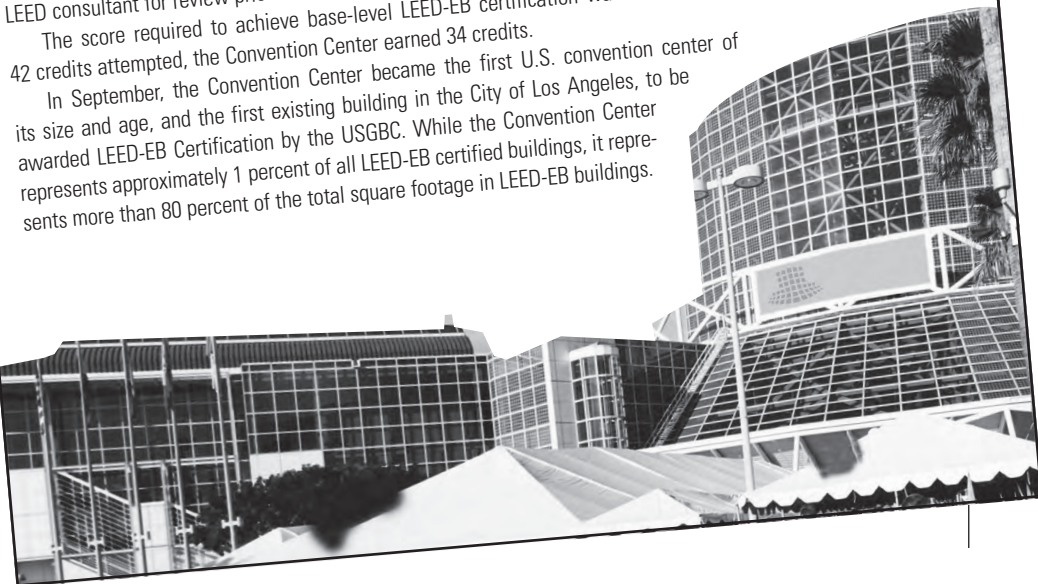 LEED consultant for review
The score required to achieve base-level LEED-EB certification
42 credits attempted, the Convention Center earned 34 credits.
In September, the Convention Center became the first U.S. convention center of
its size and age, and the first existing building in the City of Los Angeles, to be
awarded LEED-EB Certification by the USGBC. While the Convention Center
represents approximately 1 percent of all LEED-EB certified buildings, it repre-
sents more than 80 percent of the total square footage in LEED-EB buildings.